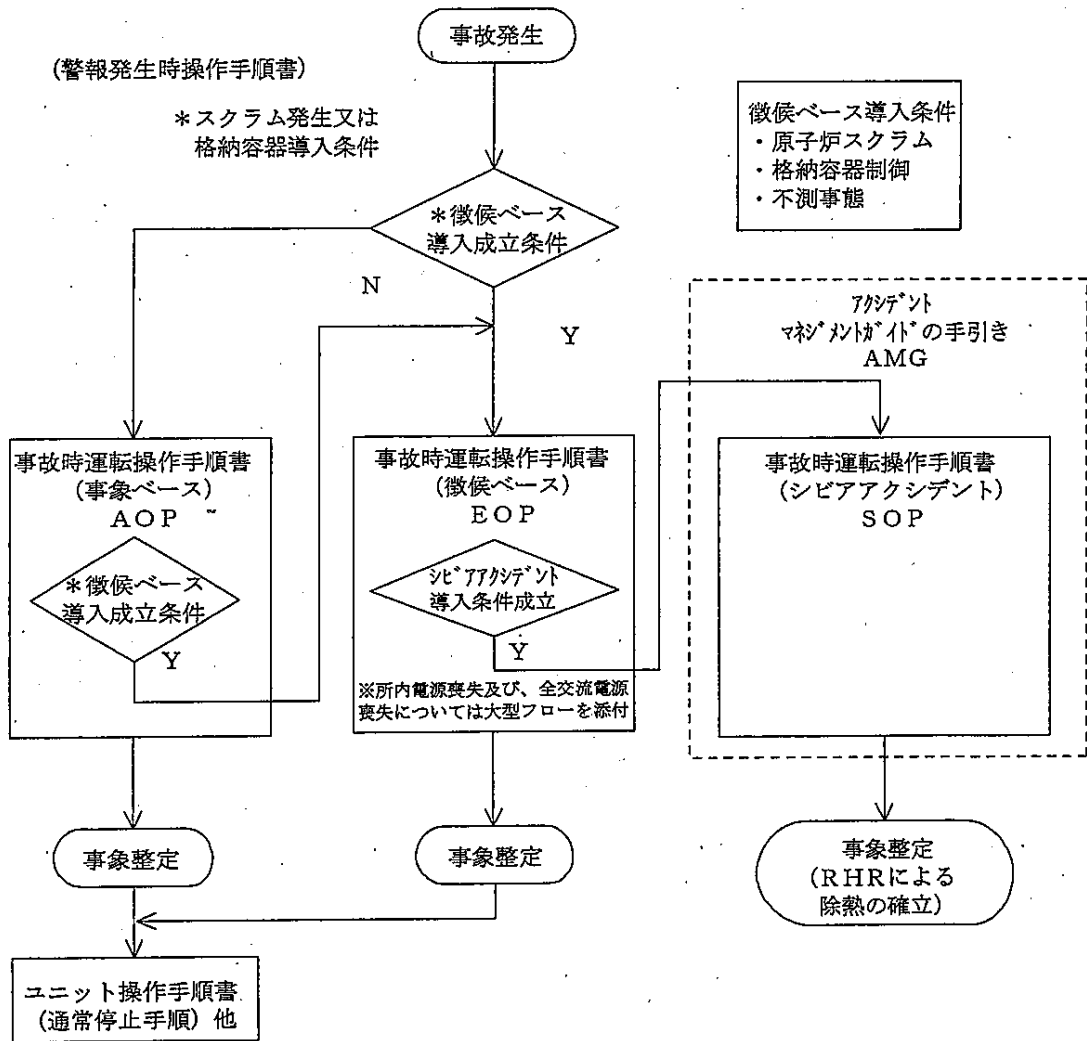 事故発生
(警報発生時操作手順書)
＊スクラム発生又は
格納容器導入条件
徴候ベース導入条件
・原子炉スクラム
・格納容器制御
・不測事態
＊徴候ベース
導入成立条件
N
Y
ｱｸｼﾃﾞﾝﾄ
ﾏﾈｼﾞﾒﾝﾄｶﾞｲﾄﾞの手引き
AMG
事故時運転操作手順書
(事象ベース)
AOP
＊徴候ベース
導入成立条件
Y
事故時運転操作手順書
(徴候ベース)
EOP
ｼﾋﾞｱｱｸｼﾃﾞﾝﾄ
導入条件成立
Y
※所内電源喪失及び、全交流電源
喪失については大型フローを添付
事故時運転操作手順書
(シビアアクシデント)
SOP
事象整定
事象整定
事象整定
(RHRによる
除熱の確立)
ユニット操作手順書
(通常停止手順) 他